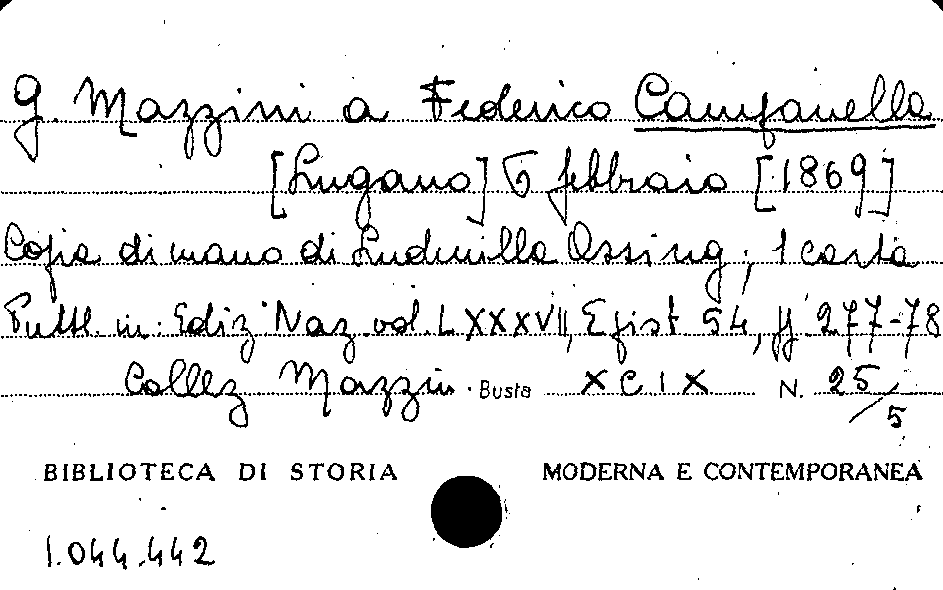 G. Mazzini a Federico Campanella
[Lugano] 6 febbraio [1869]
Copia di mano di Ludmilla Assing; 1 carta
Pubbl. in: Ediz. Naz. vol. LXXXVII, Epist 54, pp. 277-78
Collez Mazzin. Busta XCIX N. 25/5
BIBLIOTECA DI STORIA MODERNA E CONTEMPORANEA
1.044.442